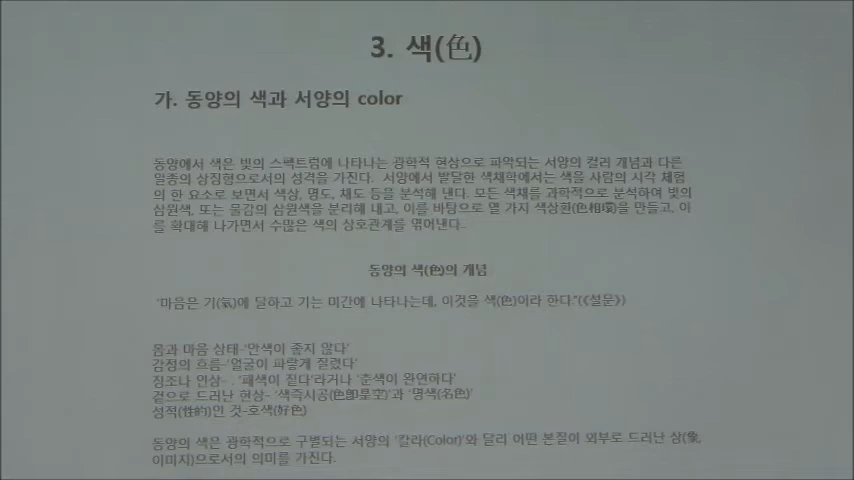 3. 색(色)
가. 동양의 색과 서양의 color
동양에서 색은 빛의 스펙트럼에 나타나는 광학적 현상으로 파악되는 서양의 컬러 개념과 다른
일종의 상징형으로서의 성격을 가진다. 서양에서 발달한 색채학에서는 색을 사람의 시각 체험
의 한 요소로 보면서 색상, 명도, 채도 등을 분석해 낸다. 모든 색채를 과학적으로 분석하여 빛의
삼원색, 또는 물감의 삼원색을 분리해 내고, 이를 바탕으로 열 가지 색상환(色相環)을 만들고, 이
를 확대해 나가면서 수많은 색의 상호관계를 엮어낸다..
동양의 색(色)의 개념
'마음은 기(氣)에 달하고 기는 미간에 나타나는데, 이것을 색(色)이라 한다."(《설문》)
몸과 마음 상태-'안색이 좋지 않다'
감정의 흐름-'얼굴이 파랗게 질렸다'
징조나 인상- . '패색이 짙다'라거나 '춘색이 완연하다'
겉으로 드러난 현상- '색즉시공(色卽是空)'과 '명색(名色)'
성적(性的)인 것-호색(好色)
동양의 색은 광학적으로 구별되는 서양의 '칼라(Color)'와 달리 어떤 본질이 외부로 드러난 상(象,
이미지)으로서의 의미를 가진다.